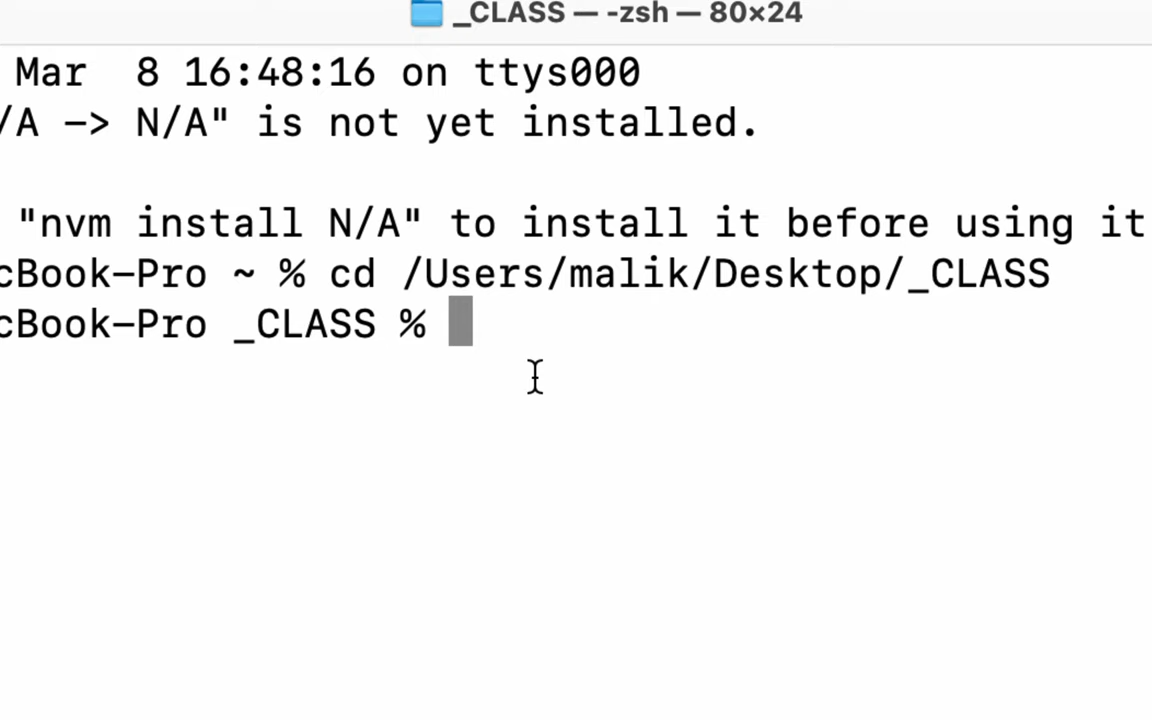 _CLASS — -zsh — 80×24
Mar  8 16:48:16 on ttys000
/A -> N/A" is not yet installed.
"nvm install N/A" to install it before using it
cBook-Pro ~ % cd /Users/malik/Desktop/_CLASS
cBook-Pro _CLASS %